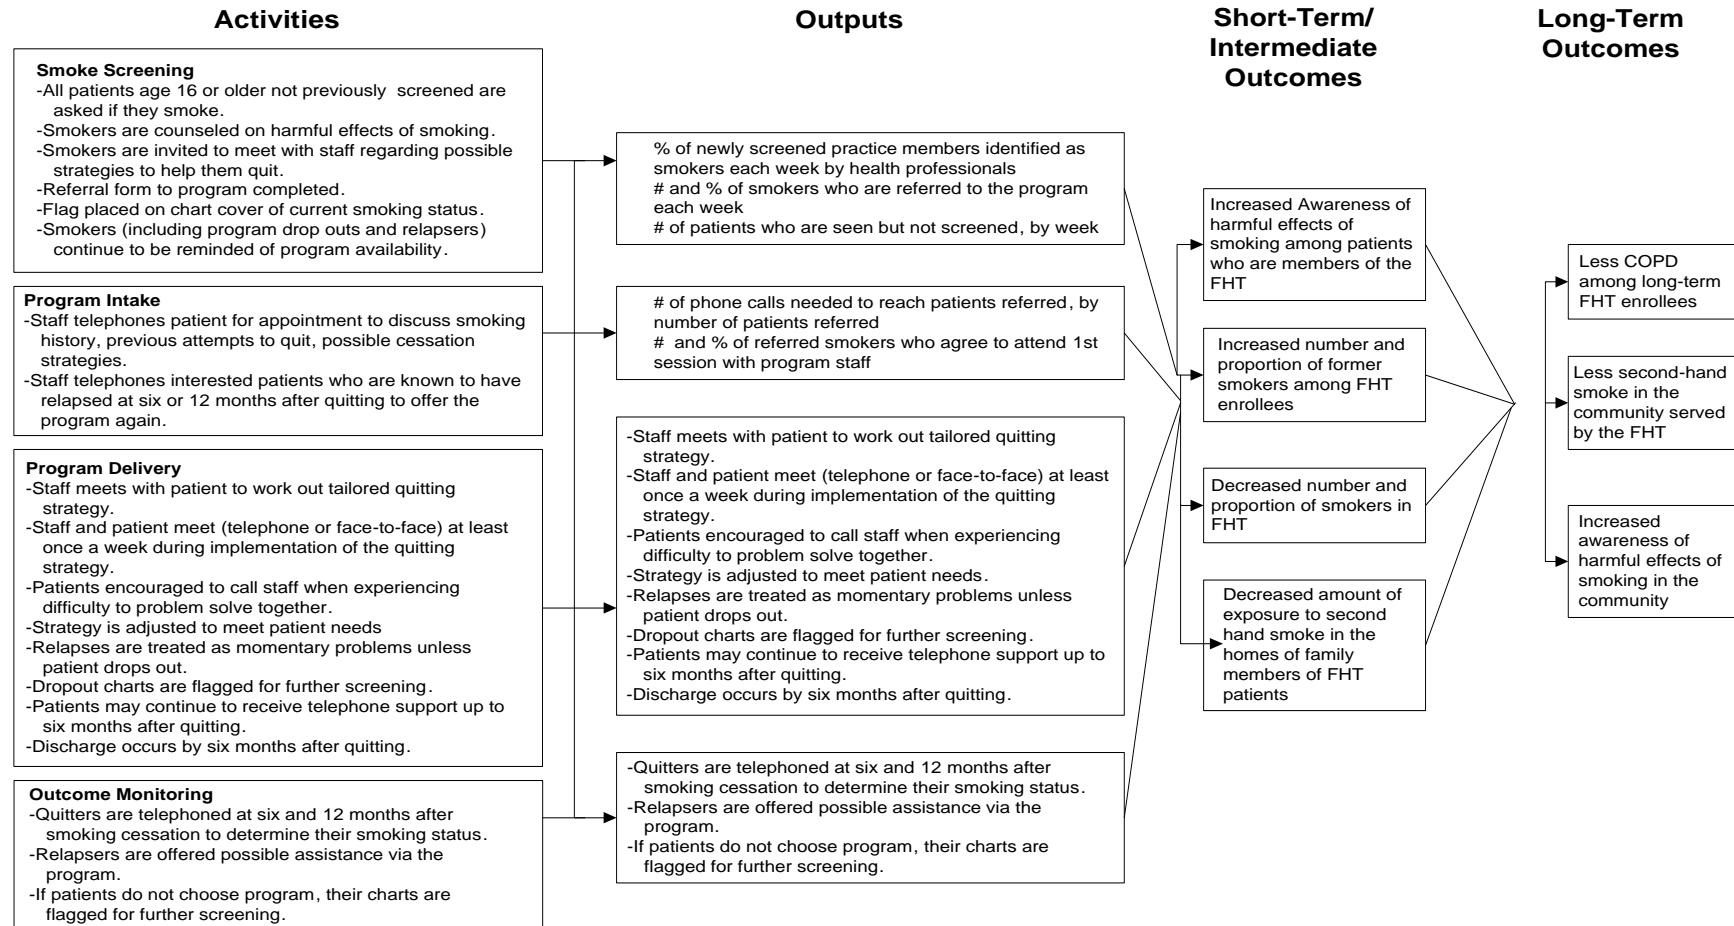 Activities
Outputs
Short-Term/
Intermediate
Outcomes
Long-Term
Outcomes
Smoke Screening
-All patients age 16 or older not previously screened are
asked if they smoke.
-Smokers are counseled on harmful effects of smoking.
-Smokers are invited to meet with staff regarding possible
strategies to help them quit.
-Referral form to program completed.
-Flag placed on chart cover of current smoking status.
-Smokers (including program drop outs and relapsers)
continue to be reminded of program availability.
Program Intake
-Staff telephones patient for appointment to discuss smoking
history, previous attempts to quit, possible cessation
strategies.
-Staff telephones interested patients who are known to have
relapsed at six or 12 months after quitting to offer the
program again.
Program Delivery
-Staff meets with patient to work out tailored quitting
strategy.
-Staff and patient meet (telephone or face-to-face) at least
once a week during implementation of the quitting
strategy.
-Patients encouraged to call staff when experiencing
difficulty to problem solve together.
-Strategy is adjusted to meet patient needs
-Relapses are treated as momentary problems unless
patient drops out.
-Dropout charts are flagged for further screening.
-Patients may continue to receive telephone support up to
six months after quitting.
-Discharge occurs by six months after quitting.
Outcome Monitoring
-Quitters are telephoned at six and 12 months after
smoking cessation to determine their smoking status.
-Relapsers are offered possible assistance via the
program.
-If patients do not choose program, their charts are
flagged for further screening.
% of newly screened practice members identified as
smokers each week by health professionals
# and % of smokers who are referred to the program
each week
# of patients who are seen but not screened, by week
# of phone calls needed to reach patients referred, by
number of patients referred
# and % of referred smokers who agree to attend 1st
session with program staff
-Staff meets with patient to work out tailored quitting
strategy.
-Staff and patient meet (telephone or face-to-face) at least
once a week during implementation of the quitting
strategy.
-Patients encouraged to call staff when experiencing
difficulty to problem solve together.
-Strategy is adjusted to meet patient needs.
-Relapses are treated as momentary problems unless
patient drops out.
-Dropout charts are flagged for further screening.
-Patients may continue to receive telephone support up to
six months after quitting.
-Discharge occurs by six months after quitting.
-Quitters are telephoned at six and 12 months after
smoking cessation to determine their smoking status.
-Relapsers are offered possible assistance via the
program.
-If patients do not choose program, their charts are
flagged for further screening.
Increased Awareness of
harmful effects of
smoking among patients
who are members of the
FHT
Increased number and
proportion of former
smokers among FHT
enrollees
Decreased number and
proportion of smokers in
FHT
Decreased amount of
exposure to second
hand smoke in the
homes of family
members of FHT
patients
Less COPD
among long-term
FHT enrollees
Less second-hand
smoke in the
community served
by the FHT
Increased
awareness of
harmful effects of
smoking in the
community